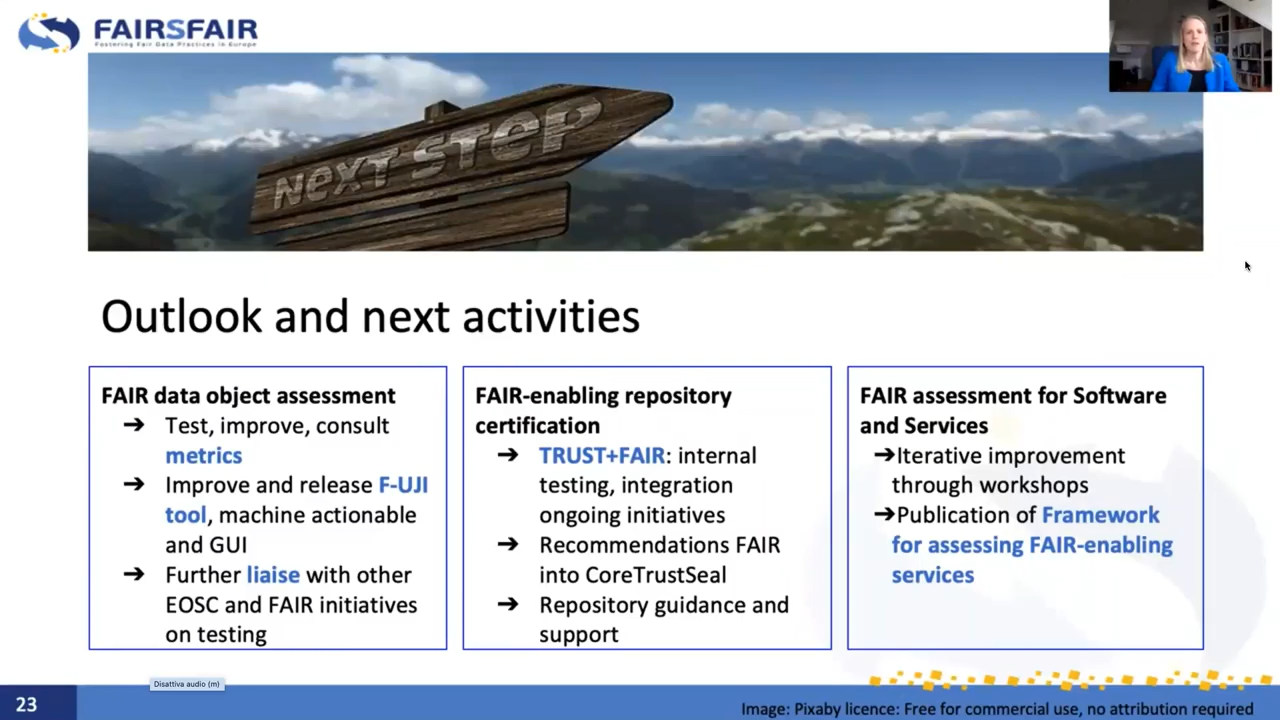 FAIRSFAIR
Fostering Fair Data Practices in Europe
NEXT STEP
Outlook and next activities
FAIR data object assessment
➔ Test, improve, consult
metrics
➔ Improve and release F-UJI
tool, machine actionable
and GUI
➔ Further liaise with other
EOSC and FAIR initiatives
on testing
FAIR-enabling repository
certification
➔ TRUST+FAIR: internal
testing, integration
ongoing initiatives
➔ Recommendations FAIR
into CoreTrustSeal
➔ Repository guidance and
support
FAIR assessment for Software
and Services
➔Iterative improvement
through workshops
➔Publication of Framework
for assessing FAIR-enabling
services
Disattiva audio (m)
23
Image: Pixaby licence: Free for commercial use, no attribution required